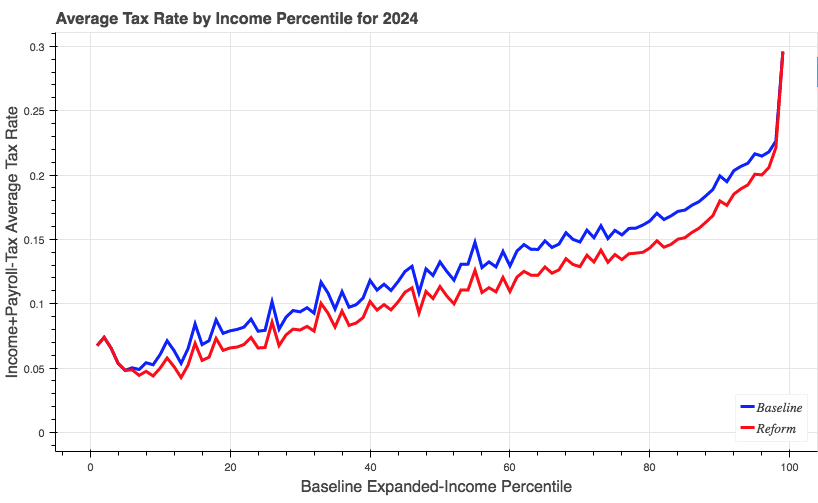 Average Tax Rate by Income Percentile for 2024
Income+Payroll-Tax Average Tax Rate
0.3
0.25
0.2
0.15
0.1
0.05
0
0 20 40 60 80 100
Baseline Expanded-Income Percentile
Baseline
Reform